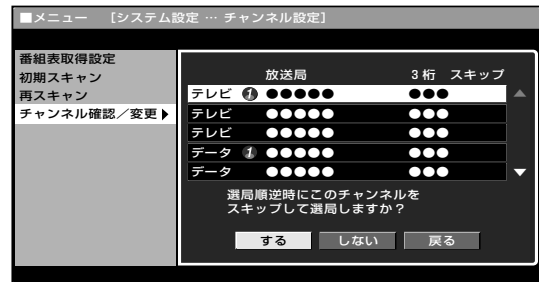 ■メニュー [システム設定 … チャンネル設定]
番組表取得設定
初期スキャン
再スキャン
チャンネル確認／変更▶
放送局 3桁 スキップ
テレビ ❶ ●●●●● ●●● ▲
テレビ ●●●●● ●●●
テレビ ●●●●● ●●●
データ ❶ ●●●●● ●●●
データ ●●●●● ●●● ▼
選局順逆時にこのチャンネルを
スキップして選局しますか？
する しない 戻る